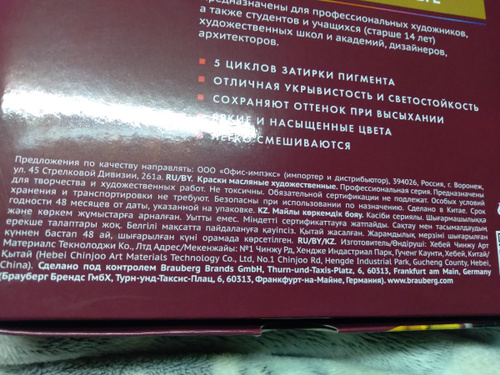 предназначены для профессиональных художников,
а также студентов и учащихся (старше 14 лет)
художественных школ и академий, дизайнеров,
архитекторов.
5 ЦИКЛОВ ЗАТИРКИ ПИГМЕНТА
ОТЛИЧНАЯ УКРЫВИСТОСТЬ И СВЕТОСТОЙКОСТЬ
СОХРАНЯЮТ ОТТЕНОК ПРИ ВЫСЫХАНИИ
ЯРКИЕ И НАСЫЩЕННЫЕ ЦВЕТА
ЛЕГКО СМЕШИВАЮТСЯ
Предложения по качеству направлять: ООО «Офис-импэкс» (импортер и дистрибьютор), 394026, Россия, г. Воронеж,
ул. 45 Стрелковой Дивизии, 261а. RU/BY. Краски масляные художественные. Профессиональная серия. Предназначены
для творчества и художественных работ. Не токсичны. Обязательной сертификации не подлежат. Особых условий
хранения и транспортировки не требуют. Безопасны при использовании по назначению. Сделано в Китае. Срок
годности 48 месяцев от даты, указанной на упаковке. KZ. Майлы көркемдік бояу. Кәсіби сериялы. Шығармашылық
және көркем жұмыстарға арналған. Уытты емес. Міндетті сертификаттауға жатпайды. Сақтау мен тасымалдаудың
ерекше талаптары жоқ. Белгілі мақсатта пайдалануға қауіпсіз. Қытай жасалған. Жарамдылық мерзімі шығарылған
күннен бастап 48 ай, шығарылған күні орамада көрсетілген. RU/BY/KZ. Изготовитель/Өндіруші: Хебей Чинжу Арт
Материалс Текнолоджи Ко., Лтд Адрес/Мекенжайы: №1 Чинжу Рд, Хендже Индастриал Парк, Гученг Каунти, Хебей, Китай/
Қытай (Hebei Chinjoo Art Materials Technology Co., Ltd, No.1 Chinjoo Rd, Hengde Industrial Park, Gucheng County, Hebei,
China). Сделано под контролем Brauberg Brands GmbH, Thurn-und-Taxis-Platz, 6, 60313, Frankfurt am Main, Germany
(Брауберг Брендс ГмбХ, Турн-унд-Таксис-Плац, 6, 60313, Франкфурт-на-Майне, Германия). www.brauberg.com